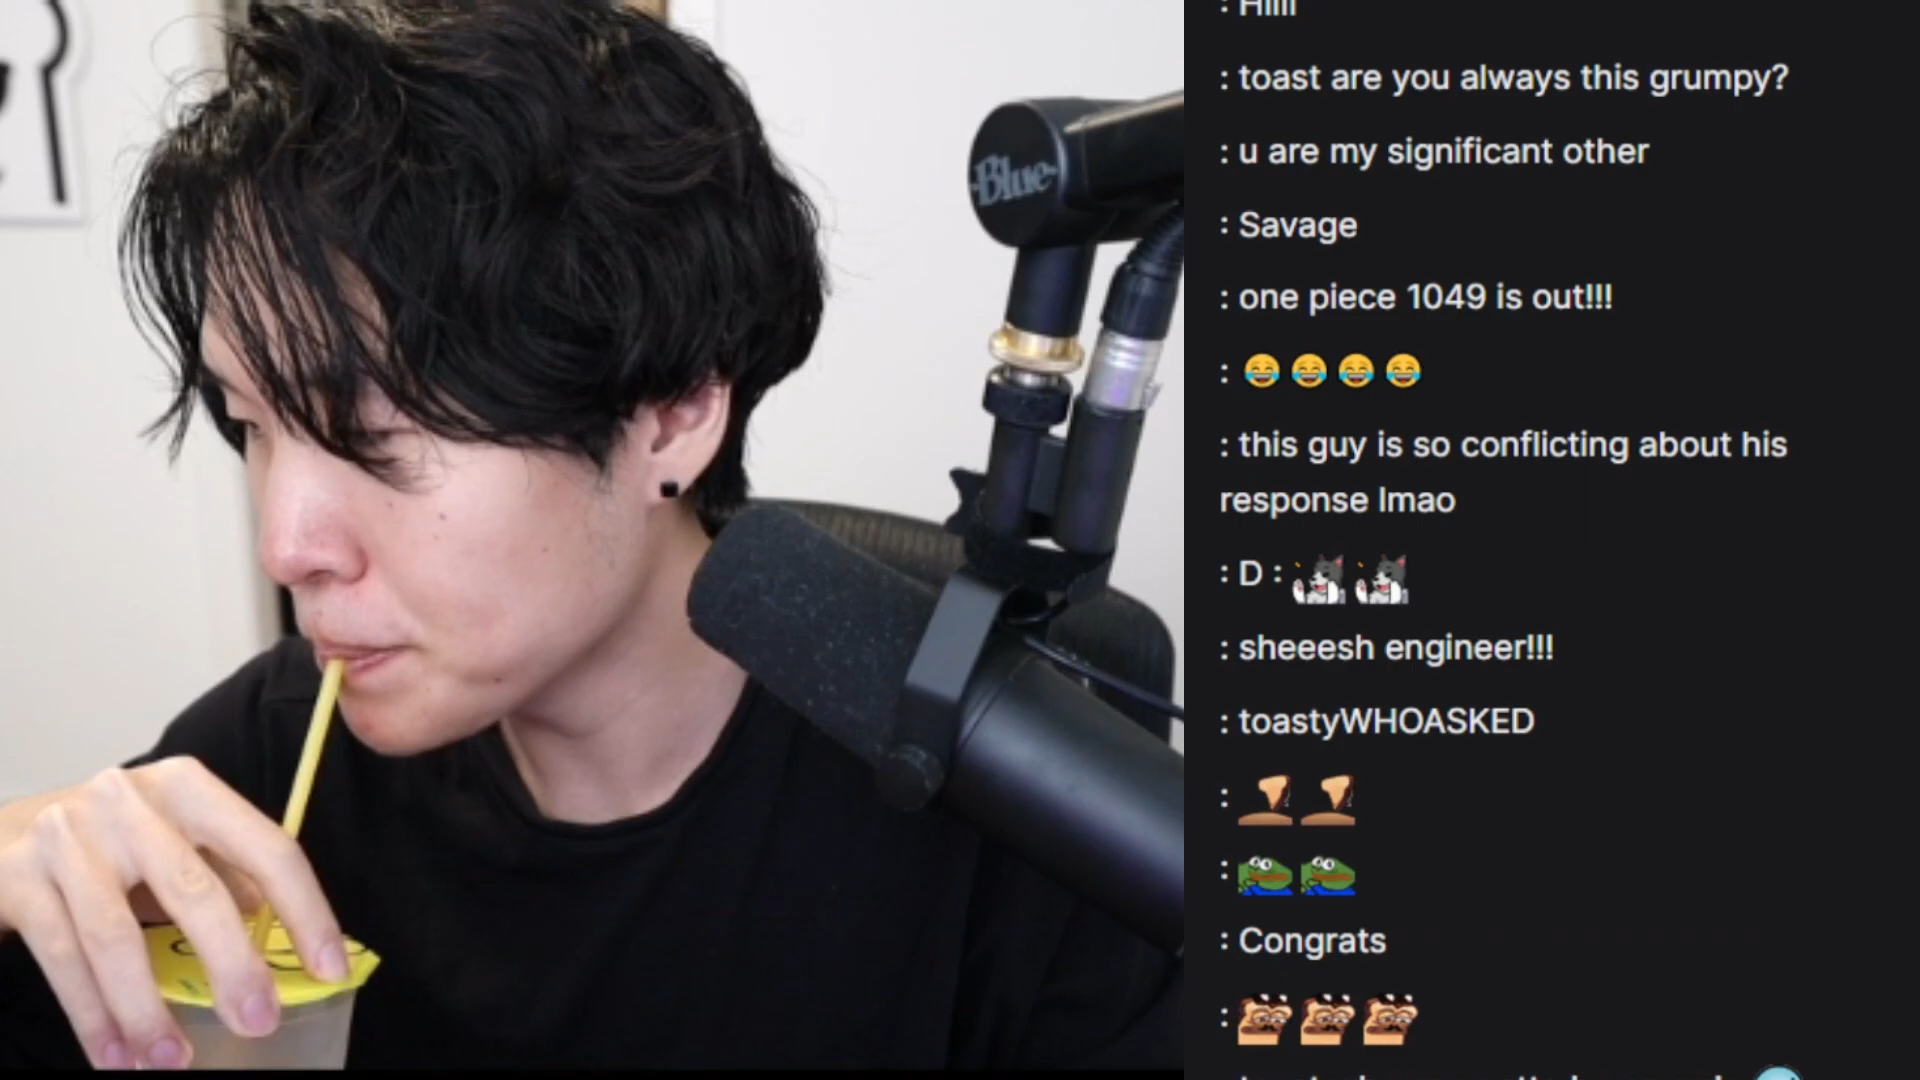 : Hiiii
: toast are you always this grumpy?
: u are my significant other
: Savage
: one piece 1049 is out!!!
: 😂 😂 😂 😂
: this guy is so conflicting about his
response lmao
: D :
: sheeesh engineer!!!
: toastyWHOASKED
:
:
: Congrats
:
Blue